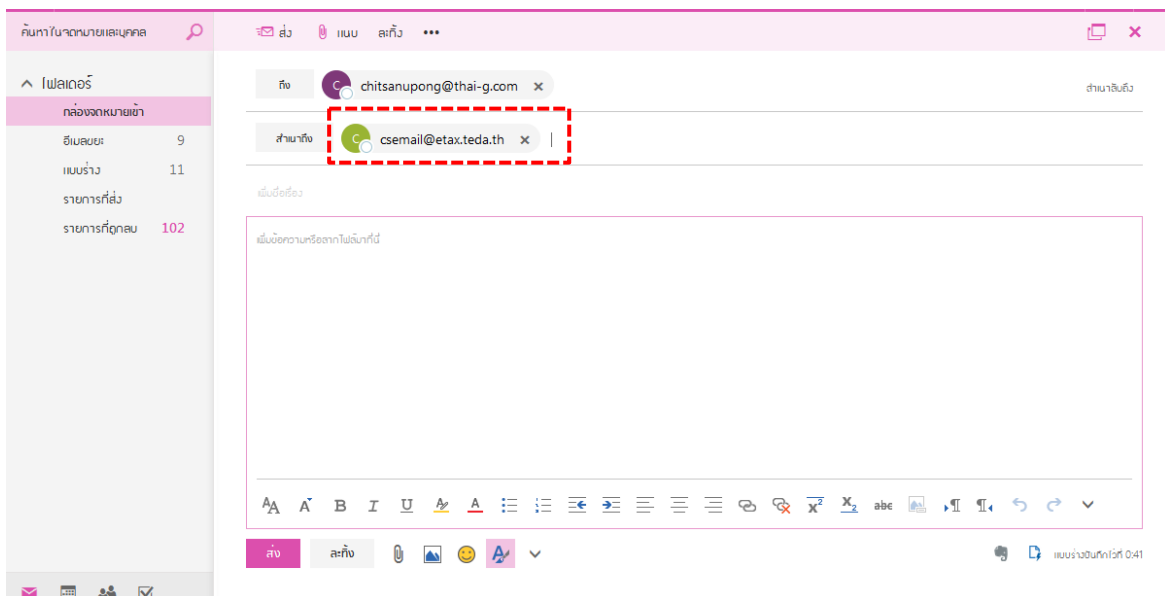 ค้นหาในจดหมายและบุคคล
ส่ง แนบ ละทิ้ง •••
โฟลเดอร์
กล่องจดหมายเข้า
อีเมลขยะ 9
แบบร่าง 11
รายการที่ส่ง
รายการที่ถูกลบ 102
ถึง C chitsanupong@thai-g.com × สำเนาลับถึง
สำเนาถึง C csemail@etax.teda.th ×
เพิ่มชื่อเรื่อง
เพิ่มข้อความหรือลากไฟล์มาที่นี่
AA A B I U A A x² X₂ abc
ส่ง ละทิ้ง A แบบร่างบันทึกไว้ที่ 0:41